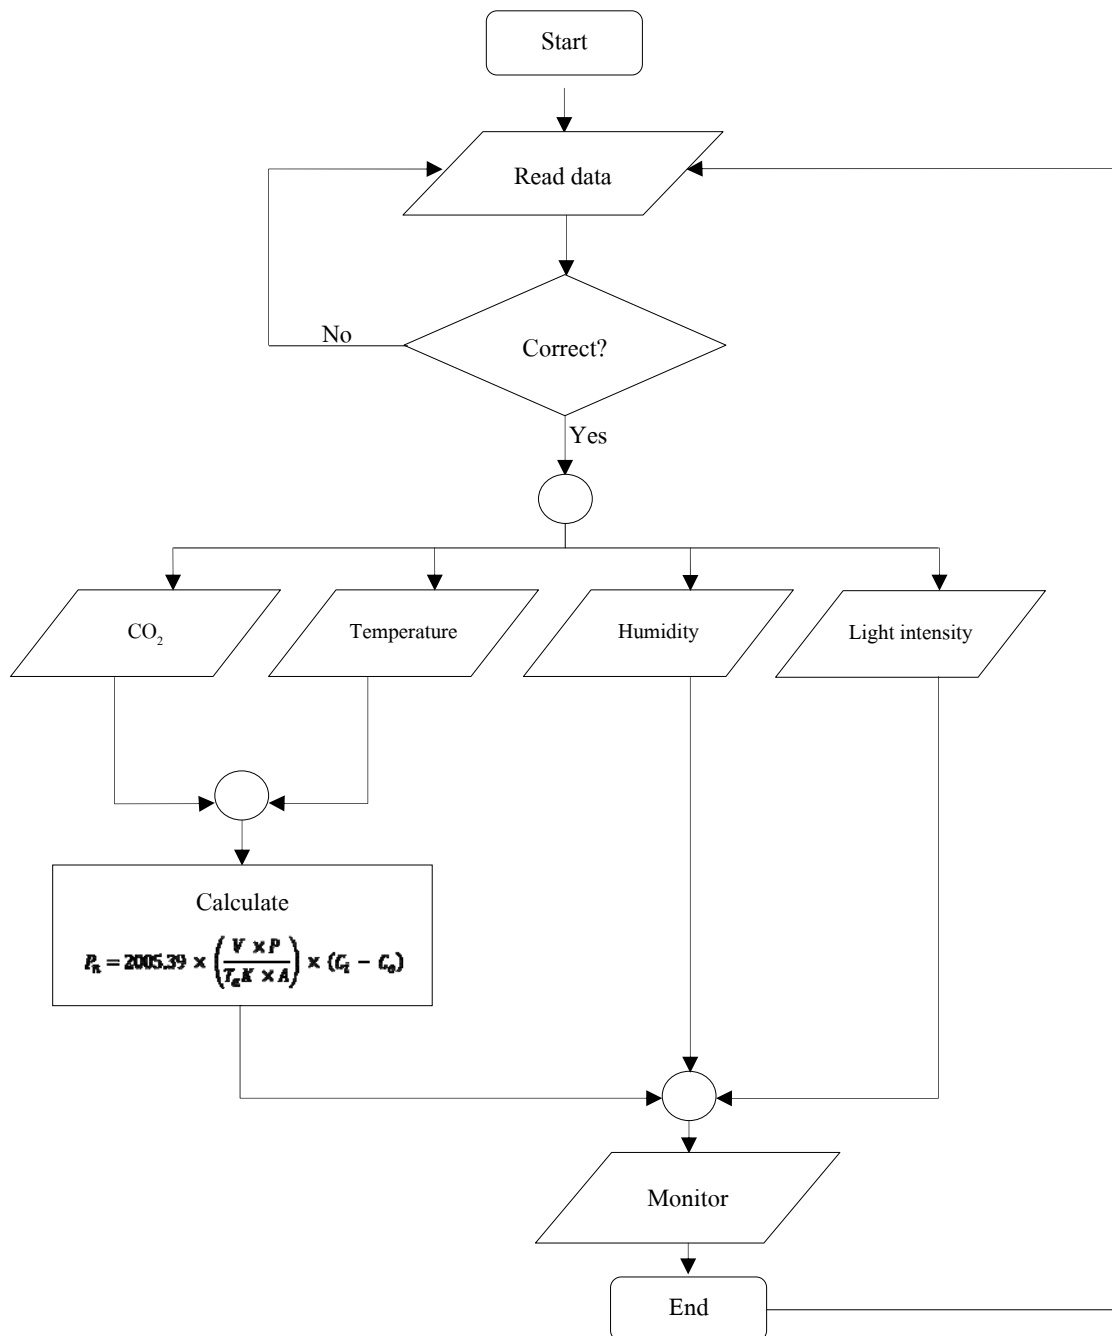 Start
Read data
No
Correct?
Yes
CO₂
Temperature
Humidity
Light intensity
Calculate
Pₙ = 2005.39 × (V × P / TₐK × A) × (Cᵢ − Cₒ)
Monitor
End